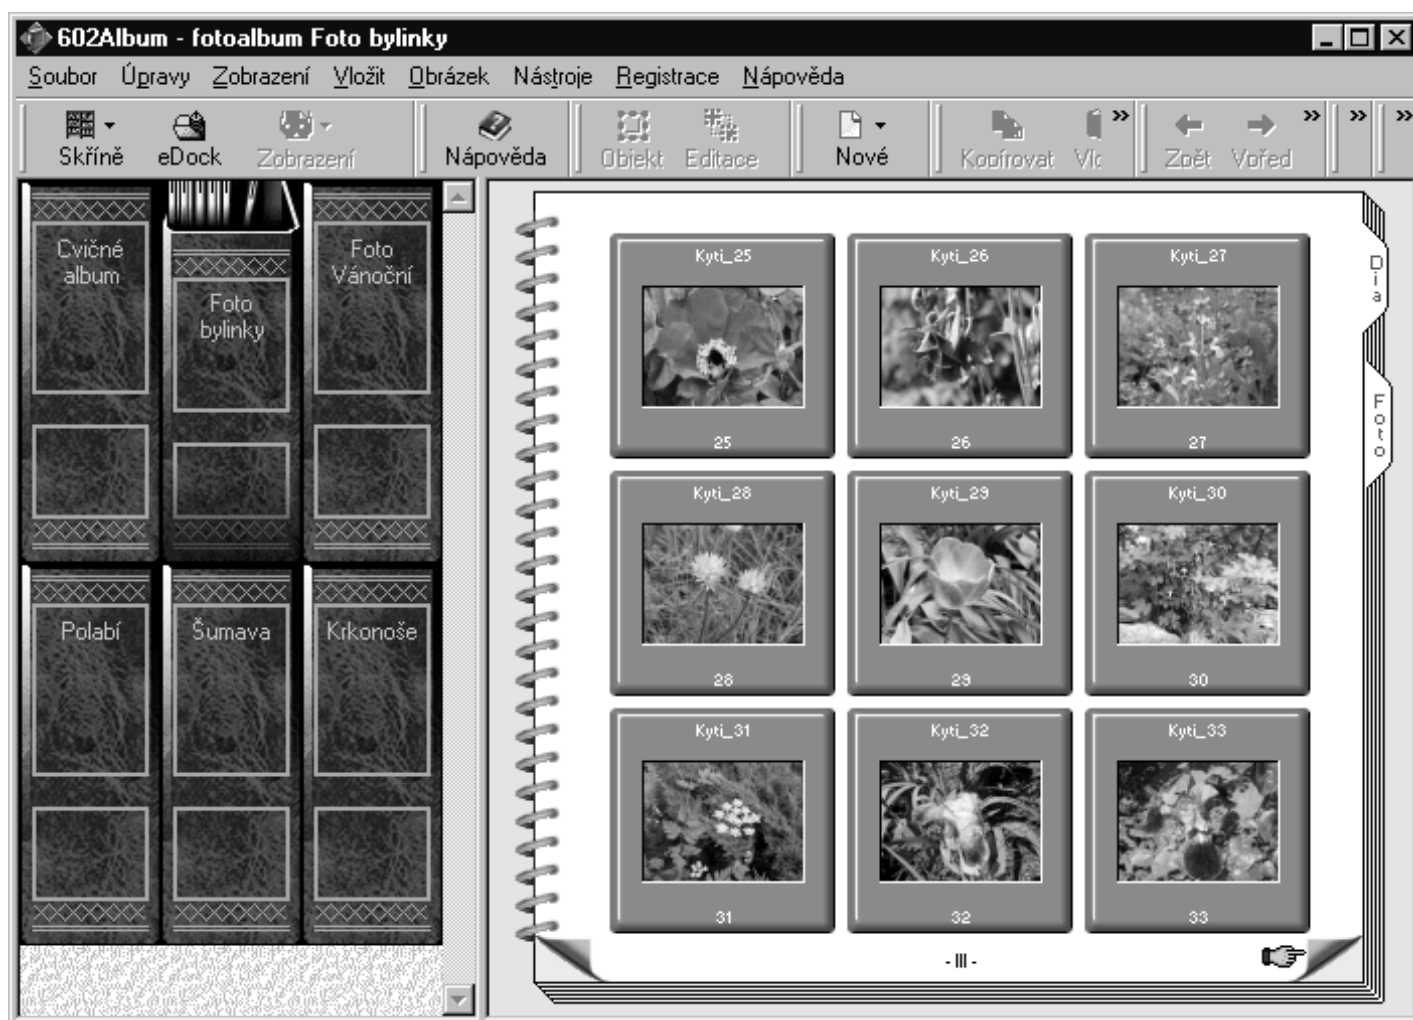 602Album - fotoalbum Foto bylinky
Soubor Úpravy Zobrazení Vložit Obrázek Nástroje Registrace Nápověda
Skříně eDock Zobrazení Nápověda Objekt Editace Nové Kopírovat Vlo Zpět Vpřed
Cvičné
album
Foto
bylinky
Foto
Vánoční
Polabí
Šumava
Krkonoše
Kyti_25 Kyti_26 Kyti_27
25 26 27
Kyti_28 Kyti_29 Kyti_30
28 29 30
Kyti_31 Kyti_32 Kyti_33
31 32 33
- III -
Dia
Foto